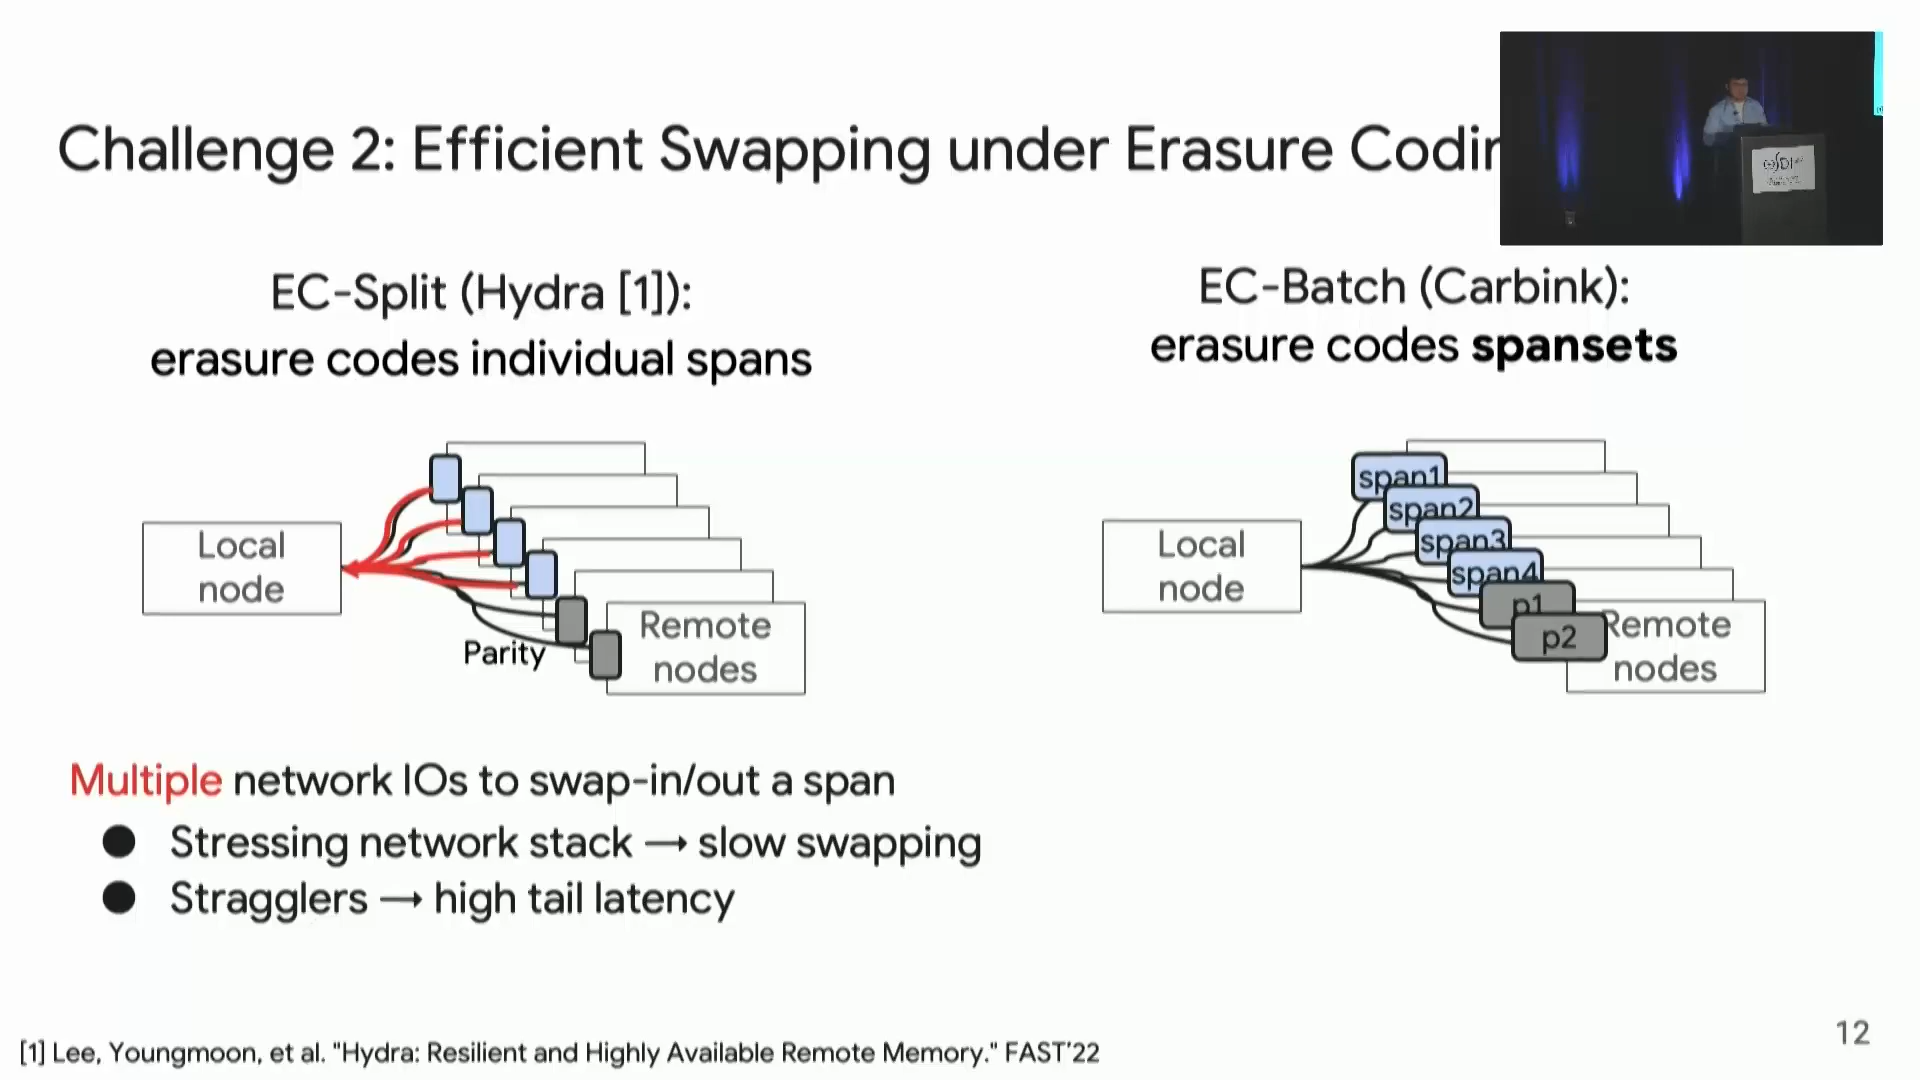 Challenge 2: Efficient Swapping under Erasure Codin
EC-Split (Hydra [1]):
erasure codes individual spans
EC-Batch (Carbink):
erasure codes spansets
Local
node
Parity
Remote
nodes
Local
node
span1
span2
span3
span4
p1
p2
Remote
nodes
Multiple network IOs to swap-in/out a span
● Stressing network stack → slow swapping
● Stragglers → high tail latency
[1] Lee, Youngmoon, et al. "Hydra: Resilient and Highly Available Remote Memory." FAST'22
12